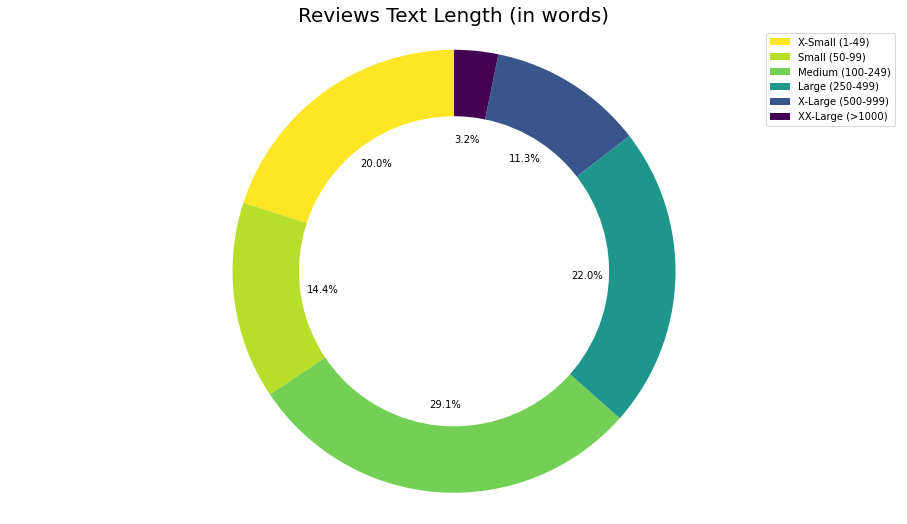 Reviews Text Length (in words)
X-Small (1-49)
Small (50-99)
Medium (100-249)
Large (250-499)
X-Large (500-999)
XX-Large (>1000)
3.2%
11.3%
20.0%
22.0%
14.4%
29.1%